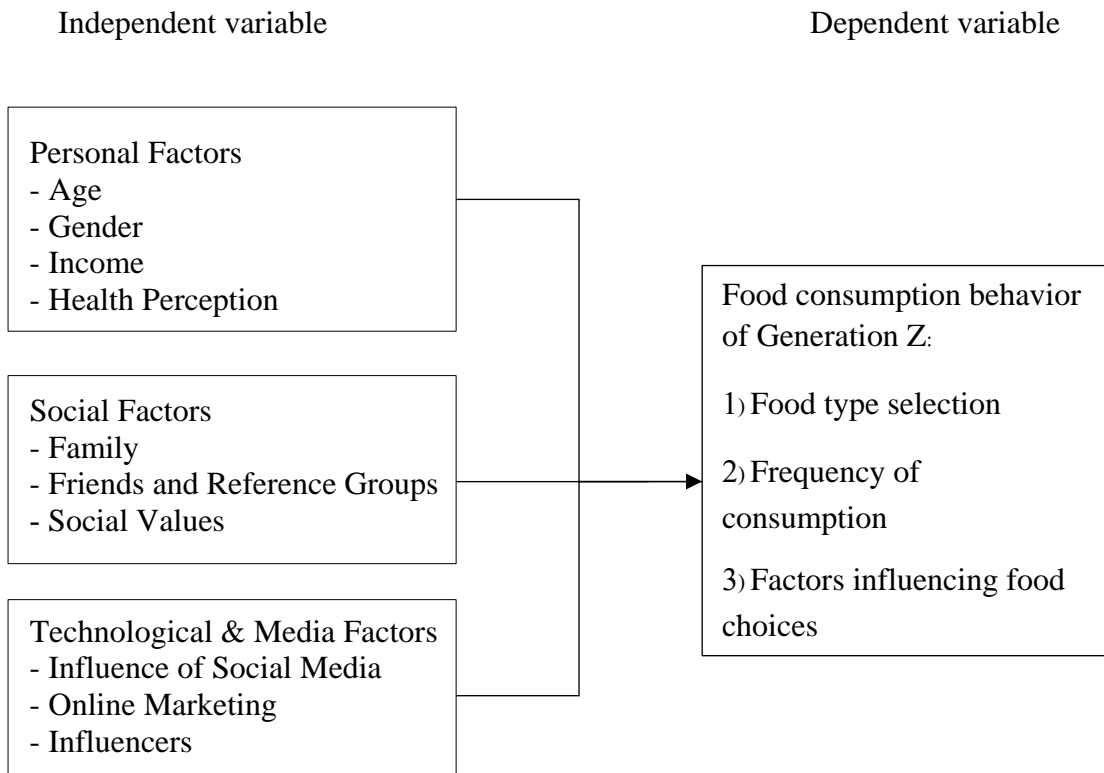 Independent variable
Dependent variable
Personal Factors
- Age
- Gender
- Income
- Health Perception
Social Factors
- Family
- Friends and Reference Groups
- Social Values
Technological & Media Factors
- Influence of Social Media
- Online Marketing
- Influencers
Food consumption behavior
of Generation Z:
1) Food type selection
2) Frequency of
consumption
3) Factors influencing food
choices